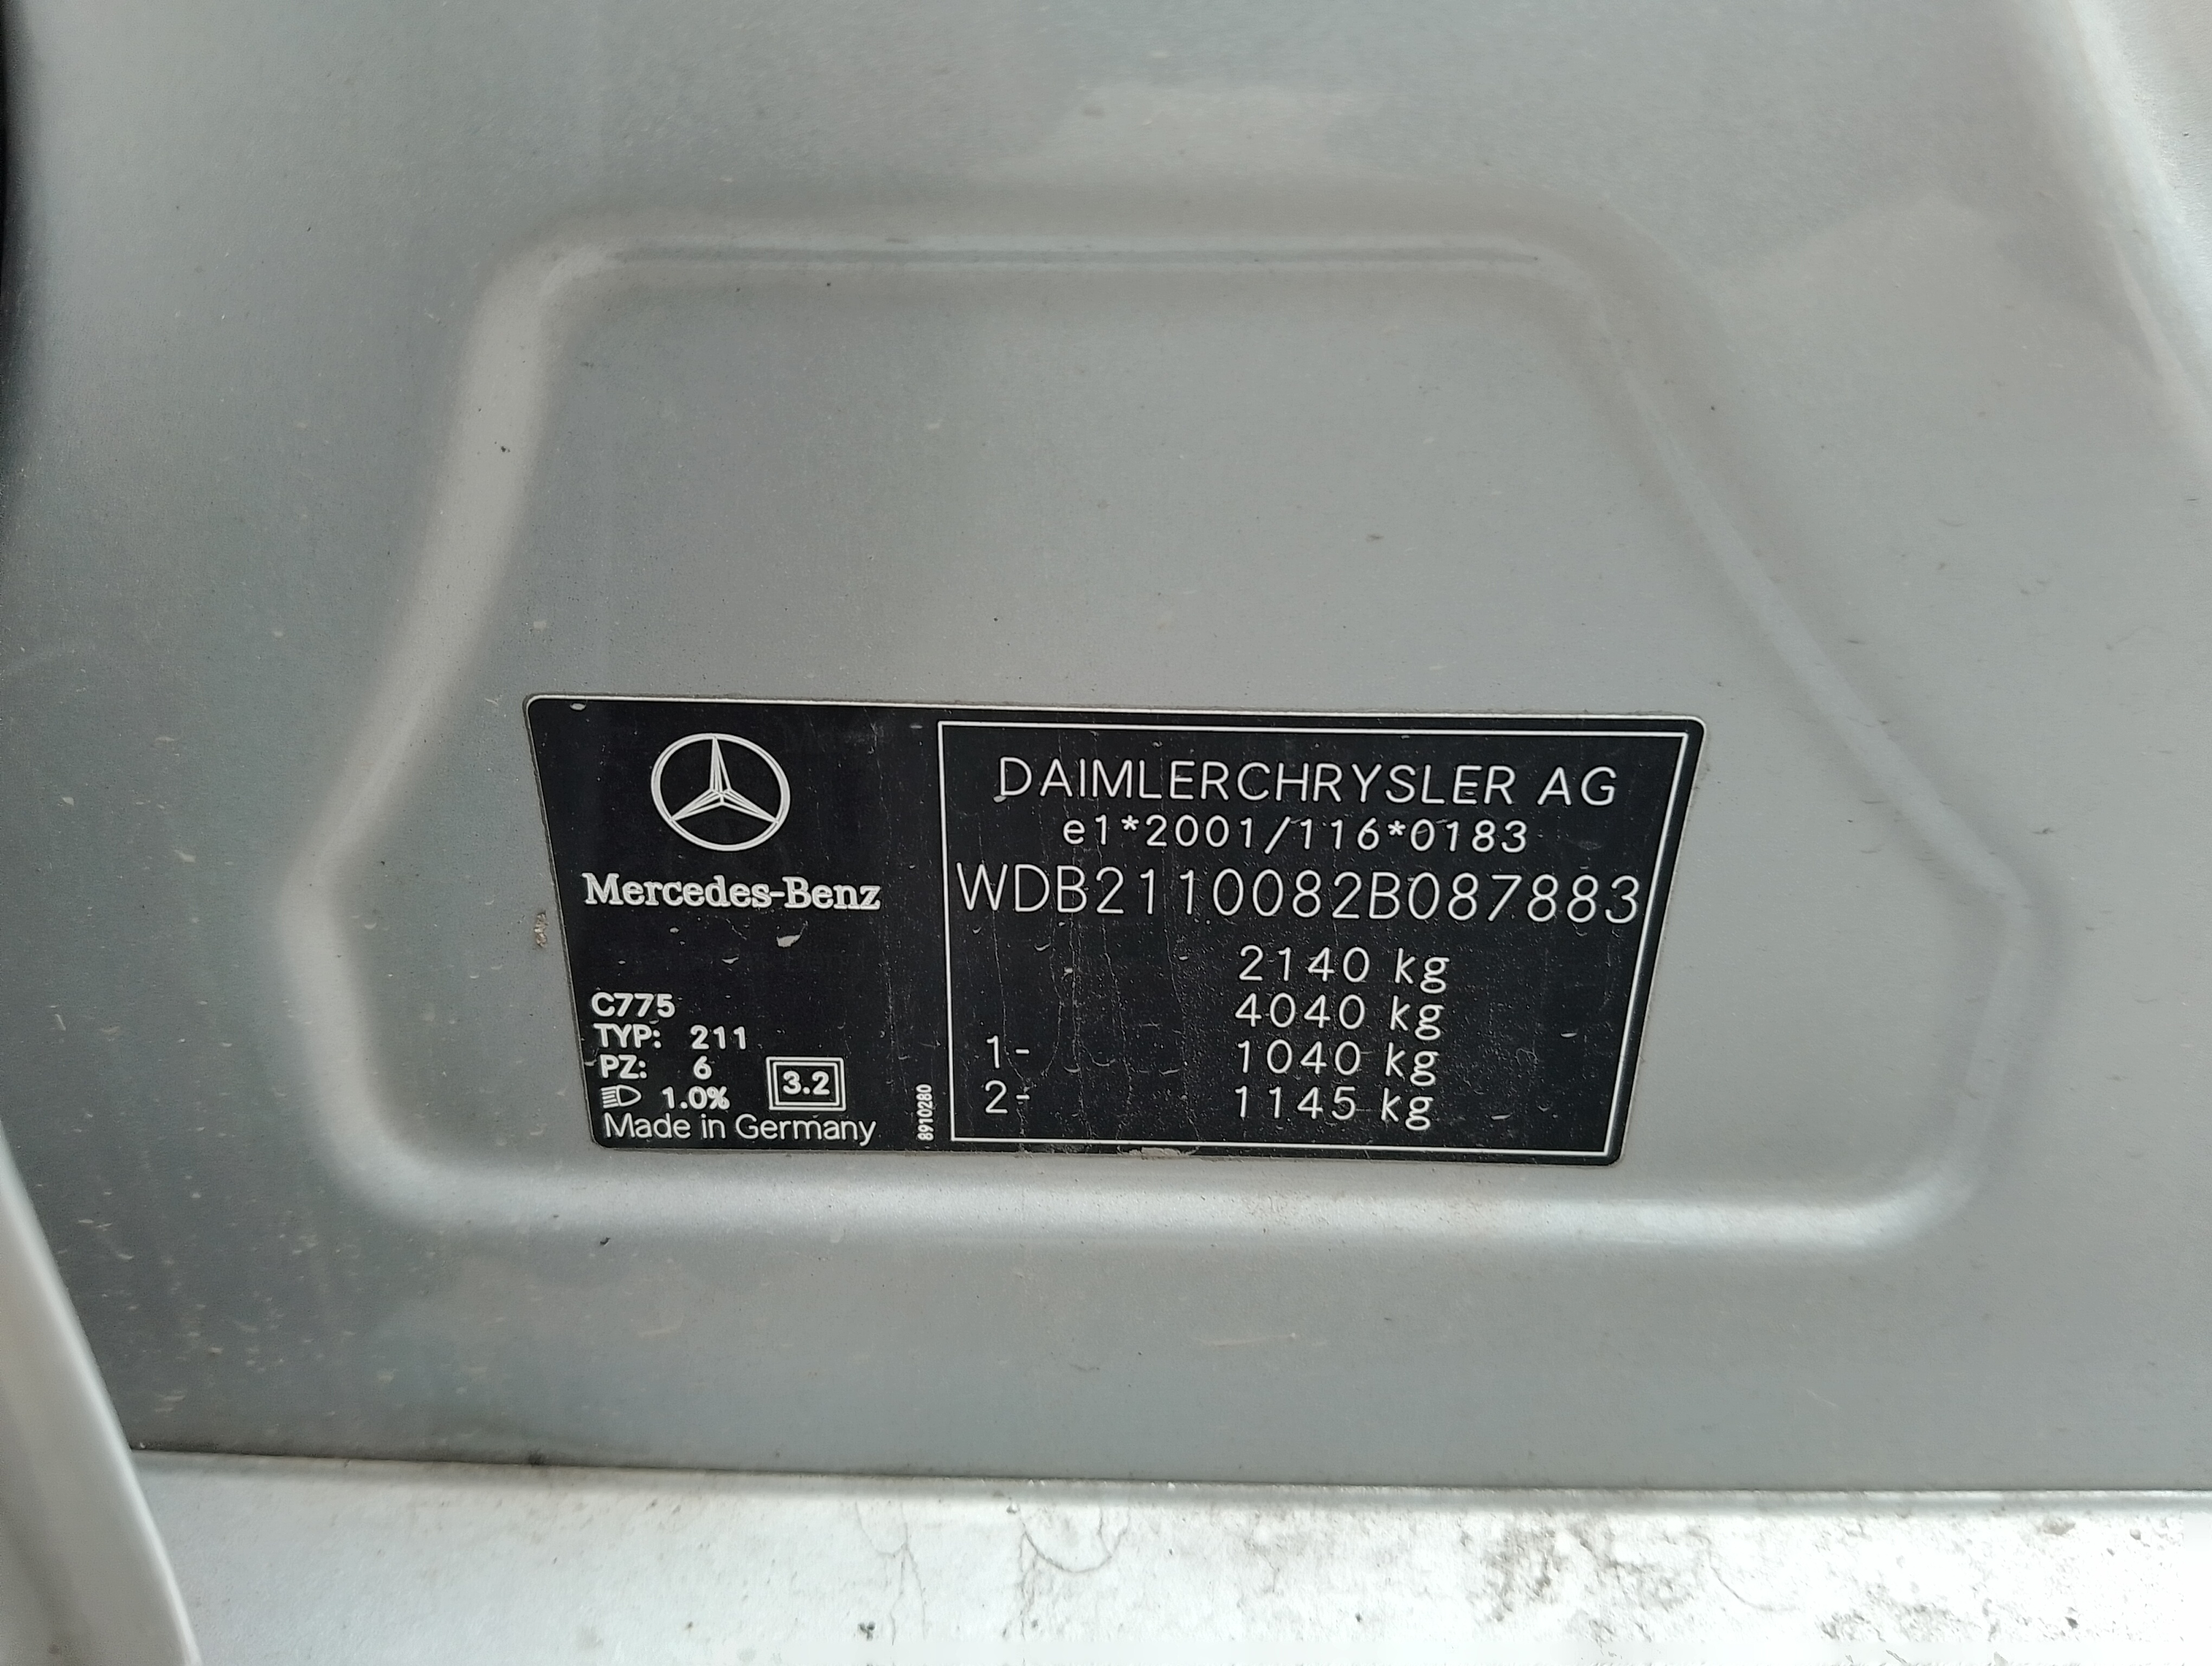 Mercedes-Benz
C775
TYP: 211
PZ: 6
1.0%
3.2
Made in Germany
8910280
DAIMLERCHRYSLER AG
e1*2001/116*0183
WDB2110082B087883
2140 kg
4040 kg
1- 1040 kg
2- 1145 kg